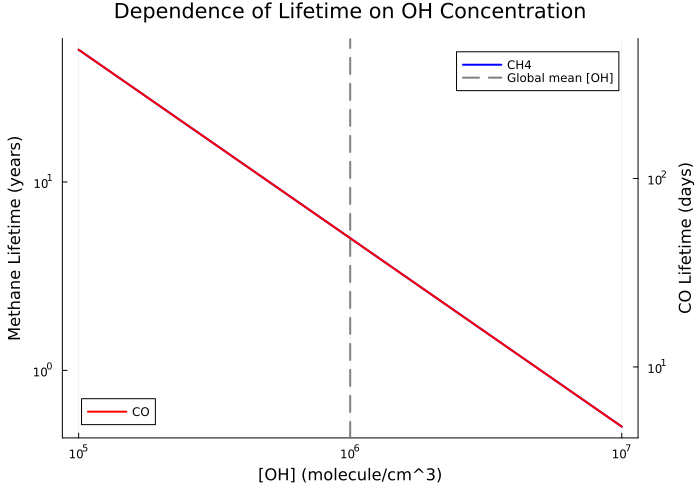 Dependence of Lifetime on OH Concentration
CH4
Global mean [OH]
Methane Lifetime (years)
10^1
10^0
CO Lifetime (days)
10^2
10^1
CO
10^5
10^6
10^7
[OH] (molecule/cm^3)